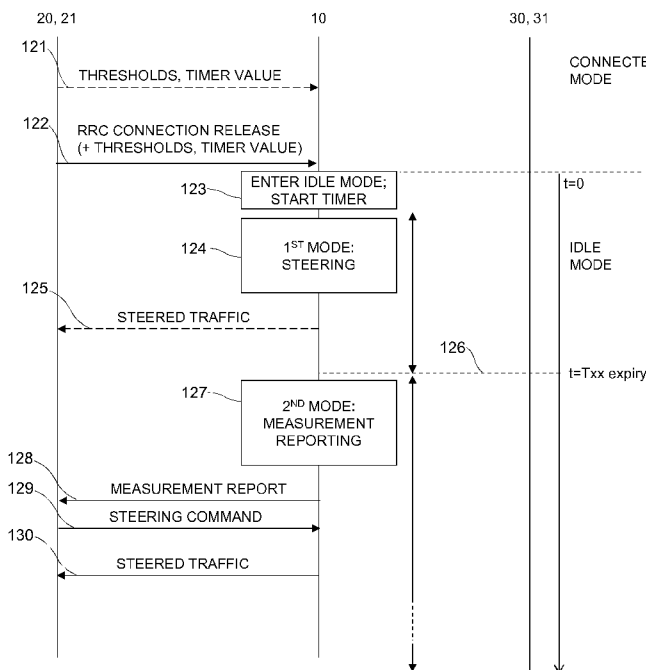 20, 21
10
30, 31
121
THRESHOLDS, TIMER VALUE
CONNECTE
MODE
122
RRC CONNECTION RELEASE
(+ THRESHOLDS, TIMER VALUE)
123
ENTER IDLE MODE;
START TIMER
t=0
124
1ST MODE:
STEERING
IDLE
MODE
125
STEERED TRAFFIC
126
t=Txx expiry
127
2ND MODE:
MEASUREMENT
REPORTING
128
MEASUREMENT REPORT
129
STEERING COMMAND
130
STEERED TRAFFIC